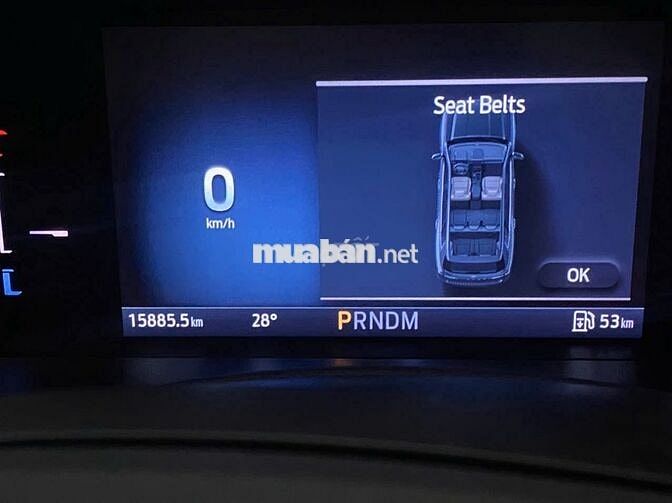 Seat Belts
0
km/h
muabán.net
OK
15885.5 km 28° PRNDM 53 km